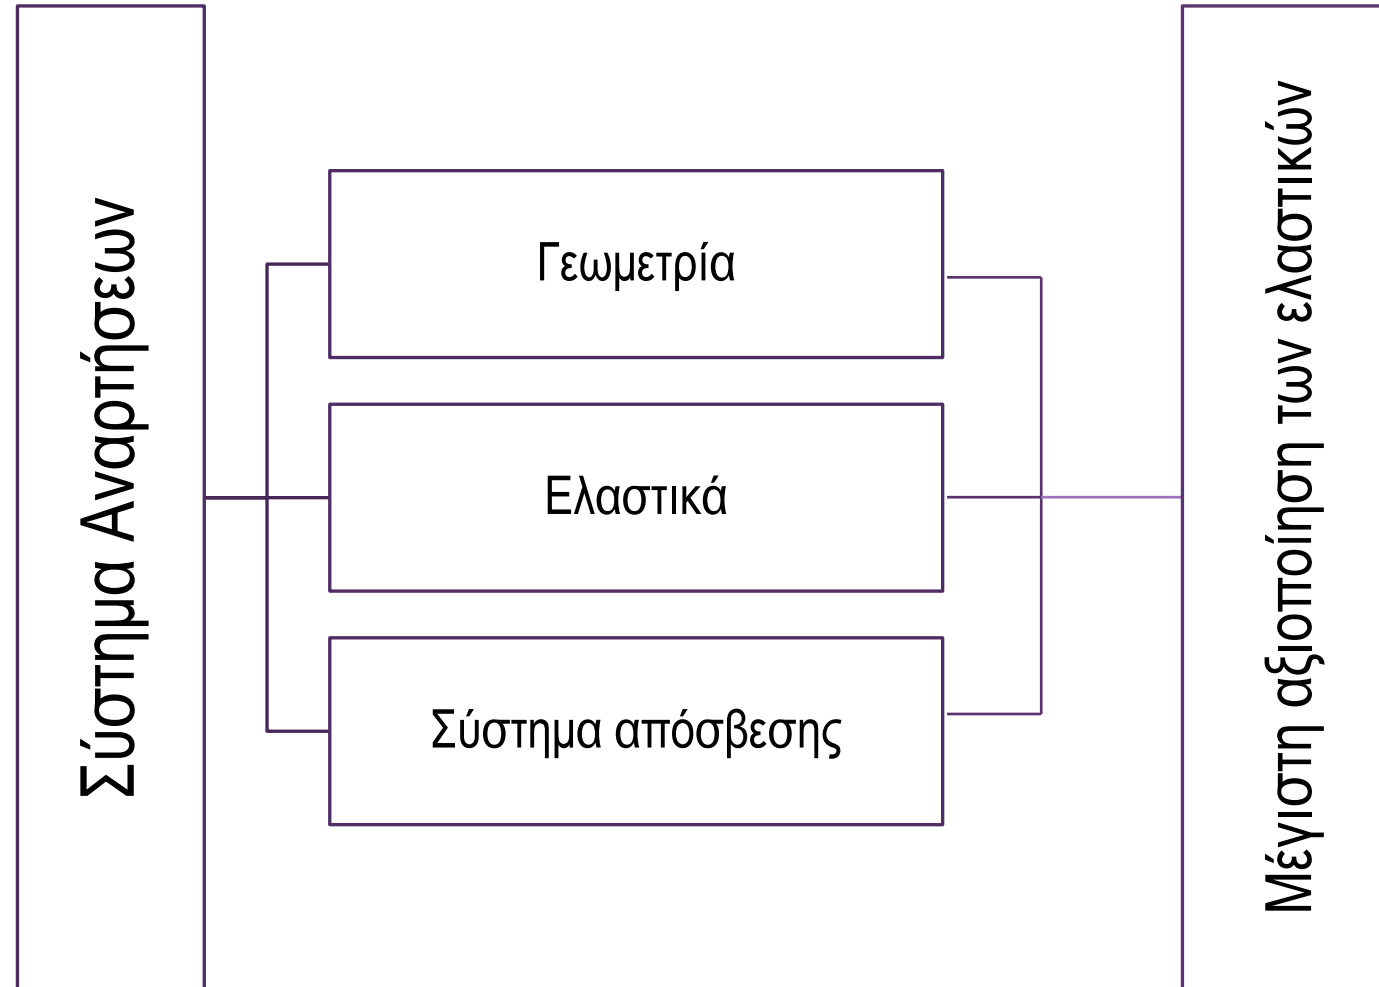 Σύστημα Αναρτήσεων
Γεωμετρία
Ελαστικά
Σύστημα απόσβεσης
Μέγιστη αξιοποίηση των ελαστικών